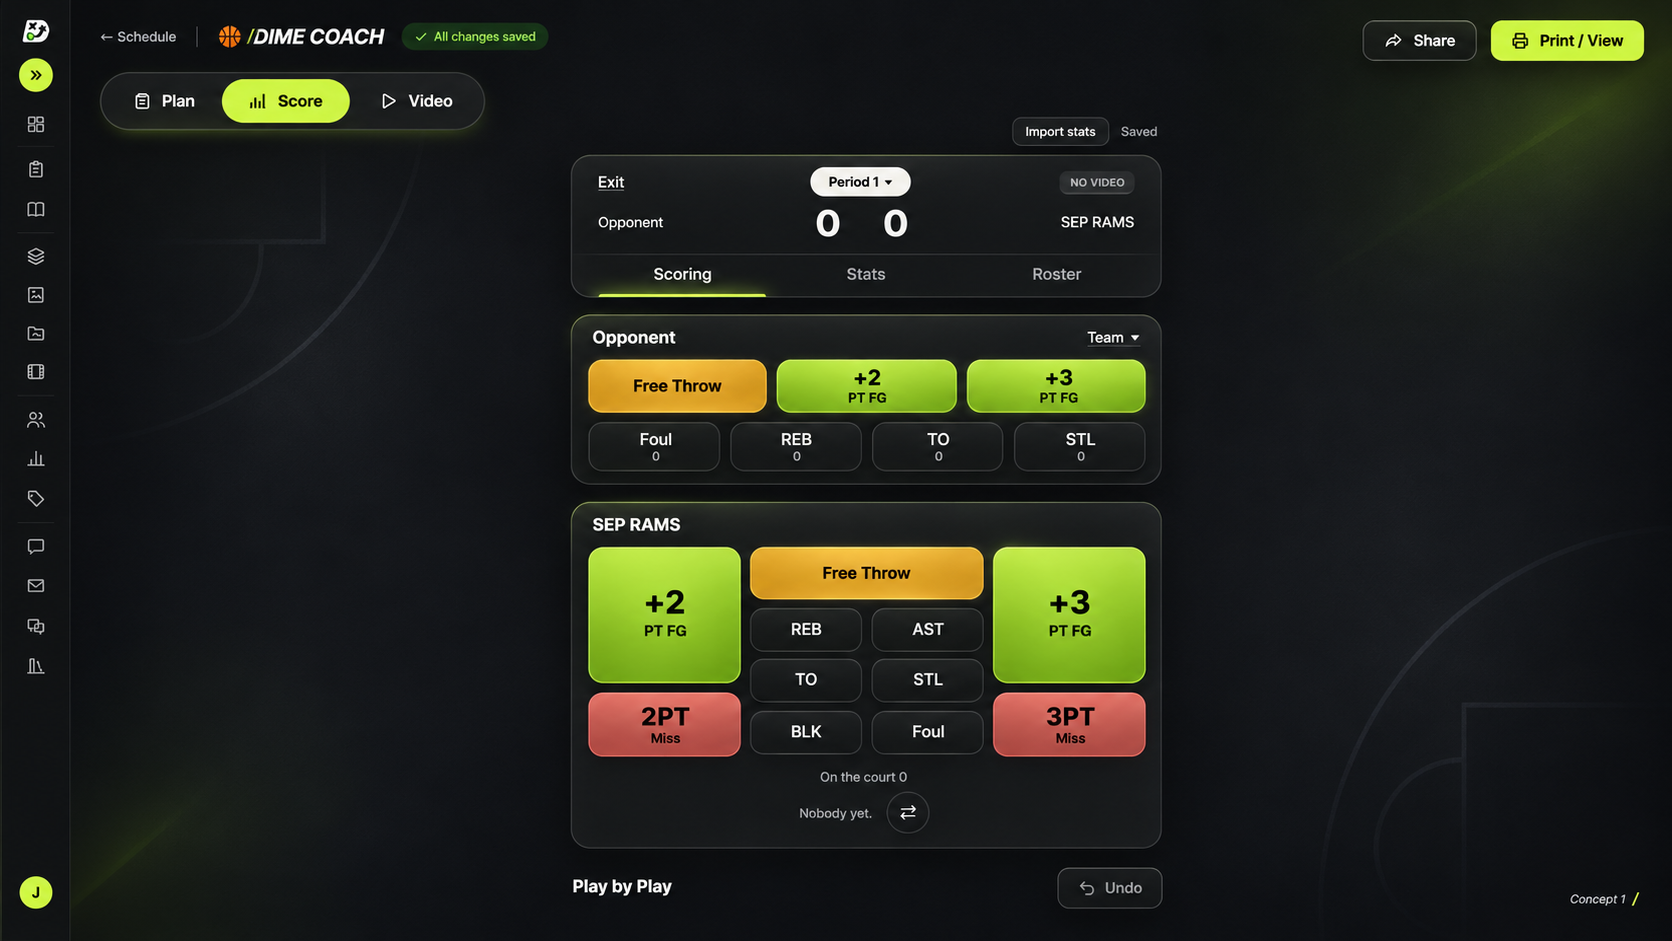 ← Schedule
/DIME COACH
All changes saved
Share
Print / View
Plan
Score
Video
Import stats
Saved
Exit
Period 1
NO VIDEO
Opponent
0 0
SEP RAMS
Scoring
Stats
Roster
Opponent
Team
Free Throw
+2
PT FG
+3
PT FG
Foul
0
REB
0
TO
0
STL
0
SEP RAMS
+2
PT FG
Free Throw
+3
PT FG
REB
AST
TO
STL
2PT
Miss
BLK
Foul
3PT
Miss
On the court 0
Nobody yet.
Play by Play
Undo
J
Concept 1 /